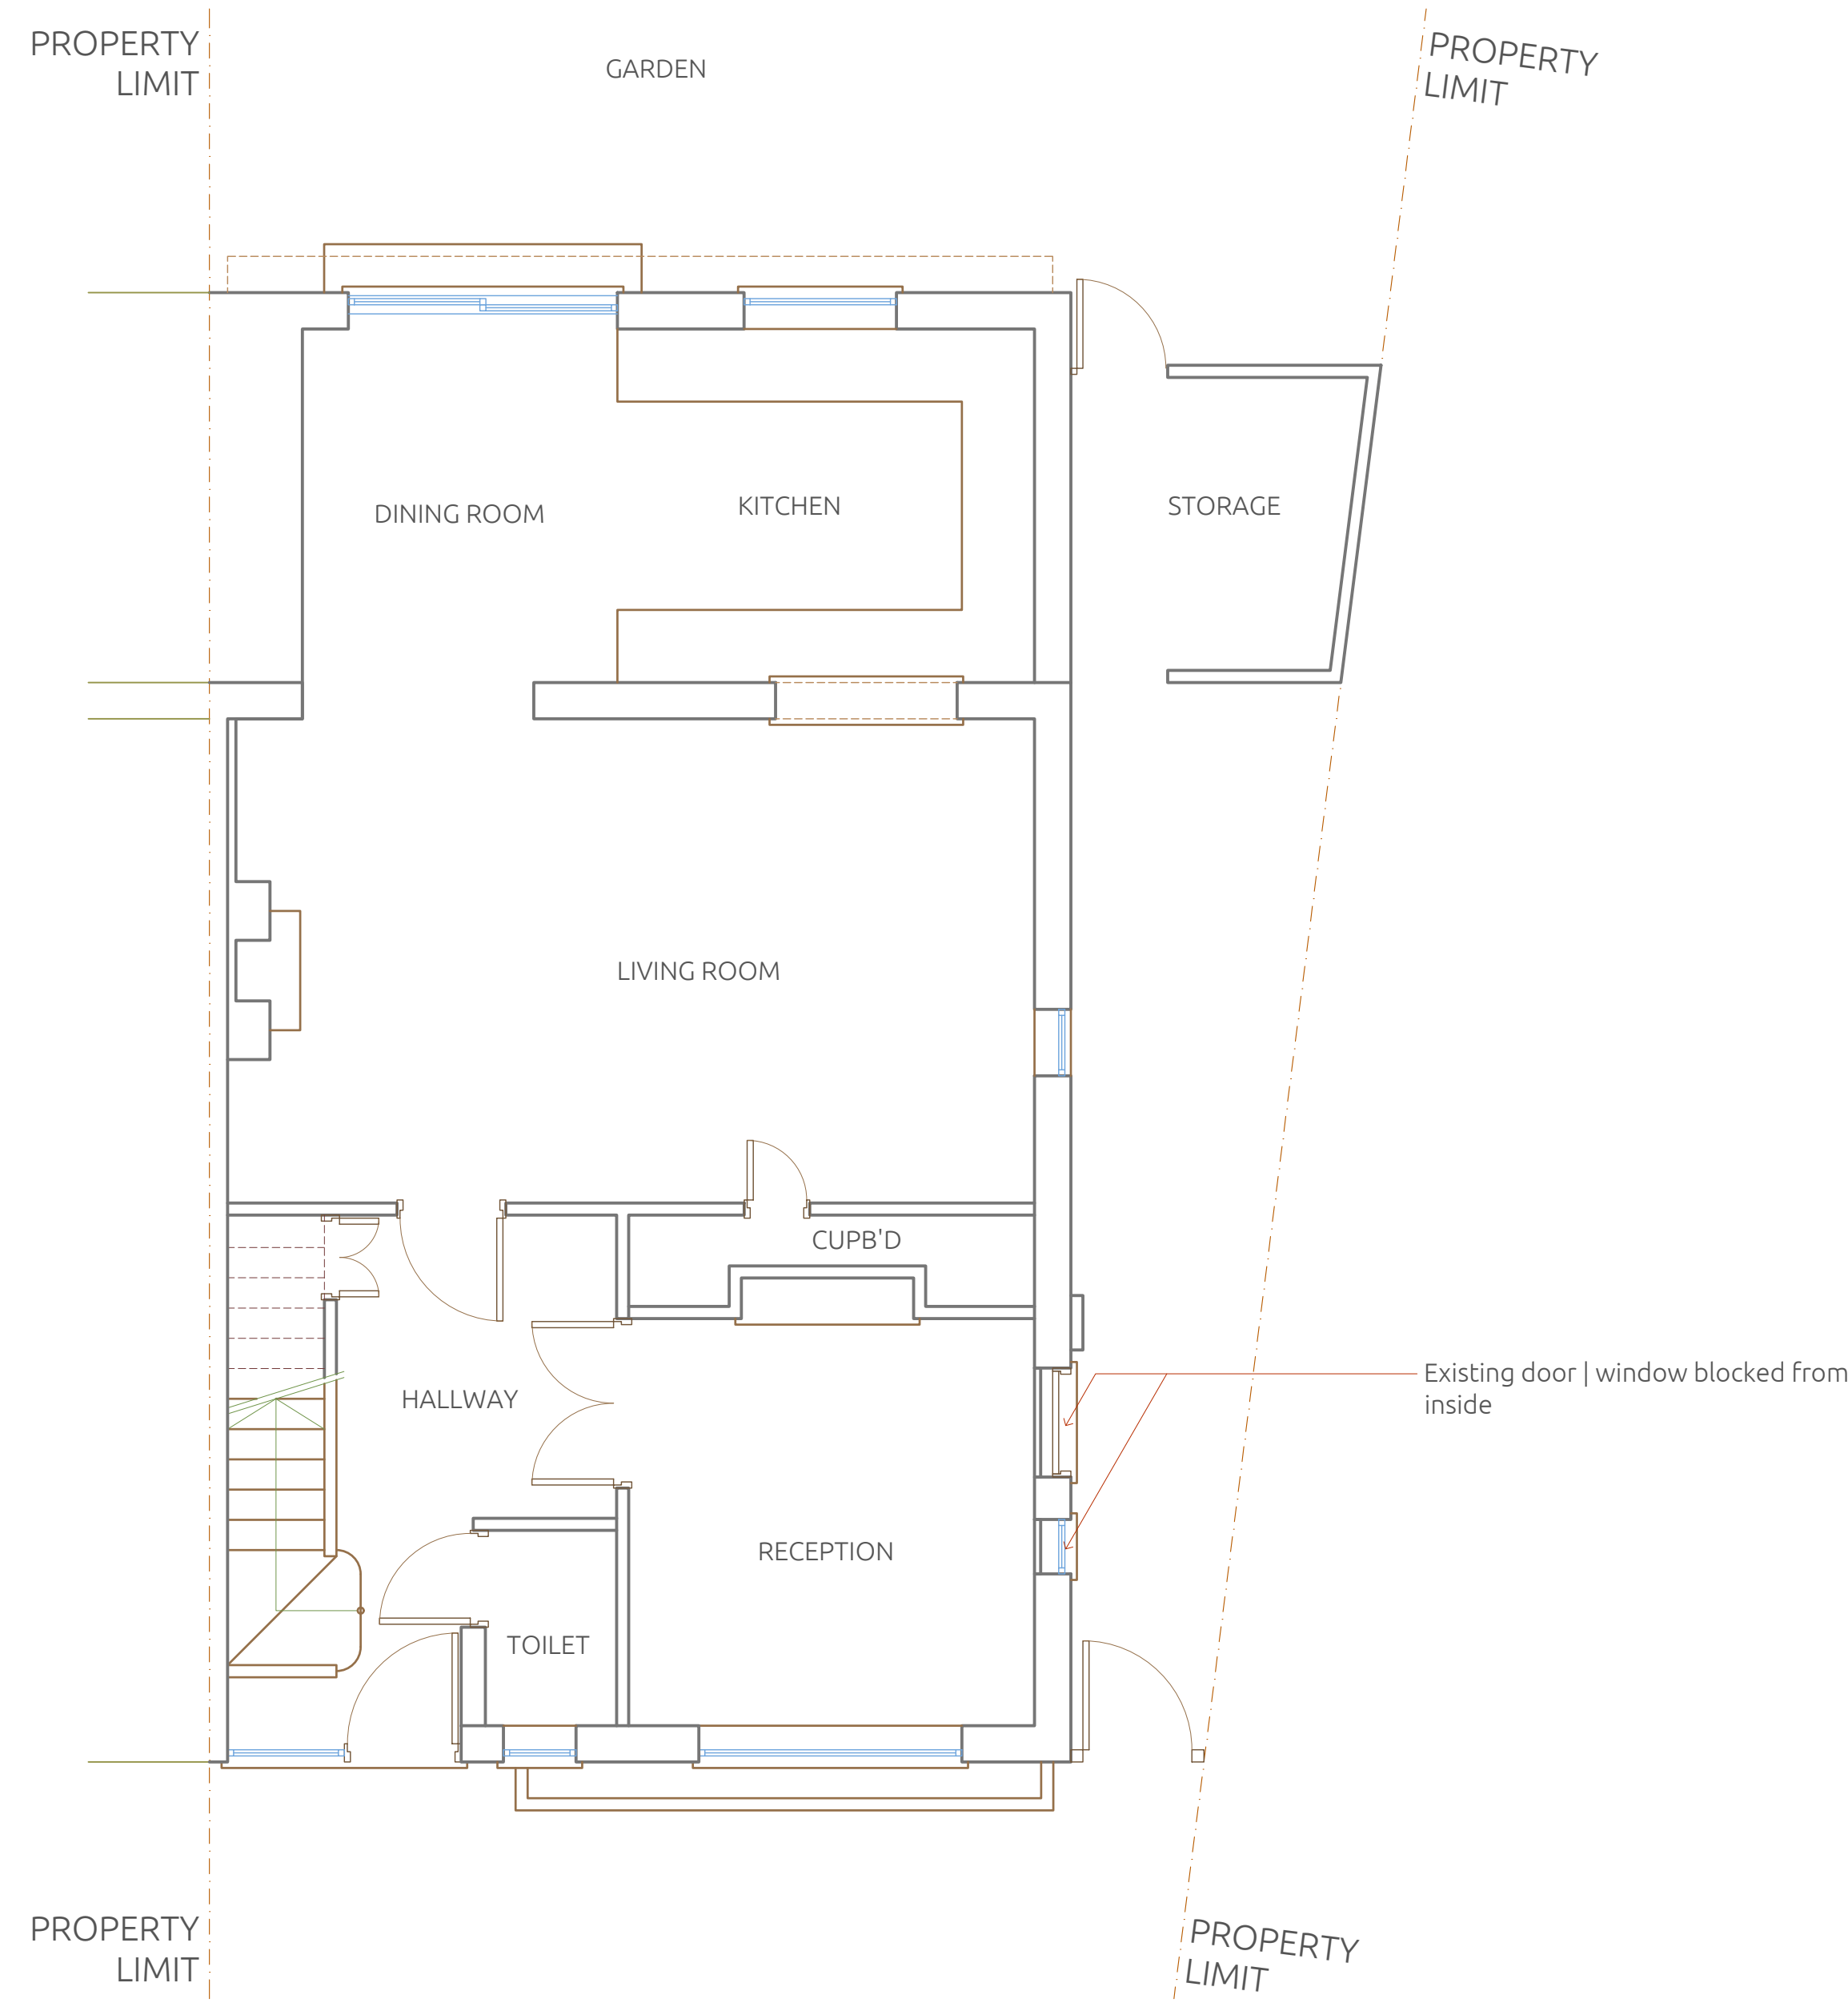 PROPERTY
LIMIT
GARDEN
PROPERTY
LIMIT
DINING ROOM
KITCHEN
STORAGE
LIVING ROOM
CUPB'D
HALLWAY
Existing door | window blocked from
inside
RECEPTION
TOILET
PROPERTY
LIMIT
PROPERTY
LIMIT